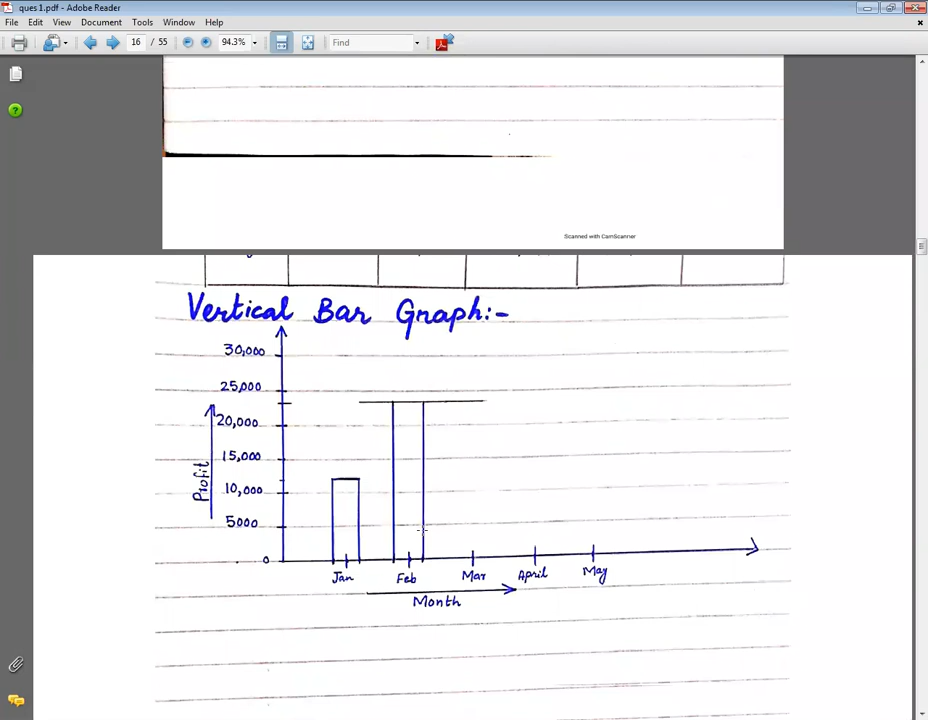 ques 1.pdf - Adobe Reader
File Edit View Document Tools Window Help
16 / 55 94.3% Find
Scanned with CamScanner
Vertical Bar Graph:-
30,000
25,000
20,000
15,000
10,000
5000
0
Profit
Jan Feb Mar April May
Month